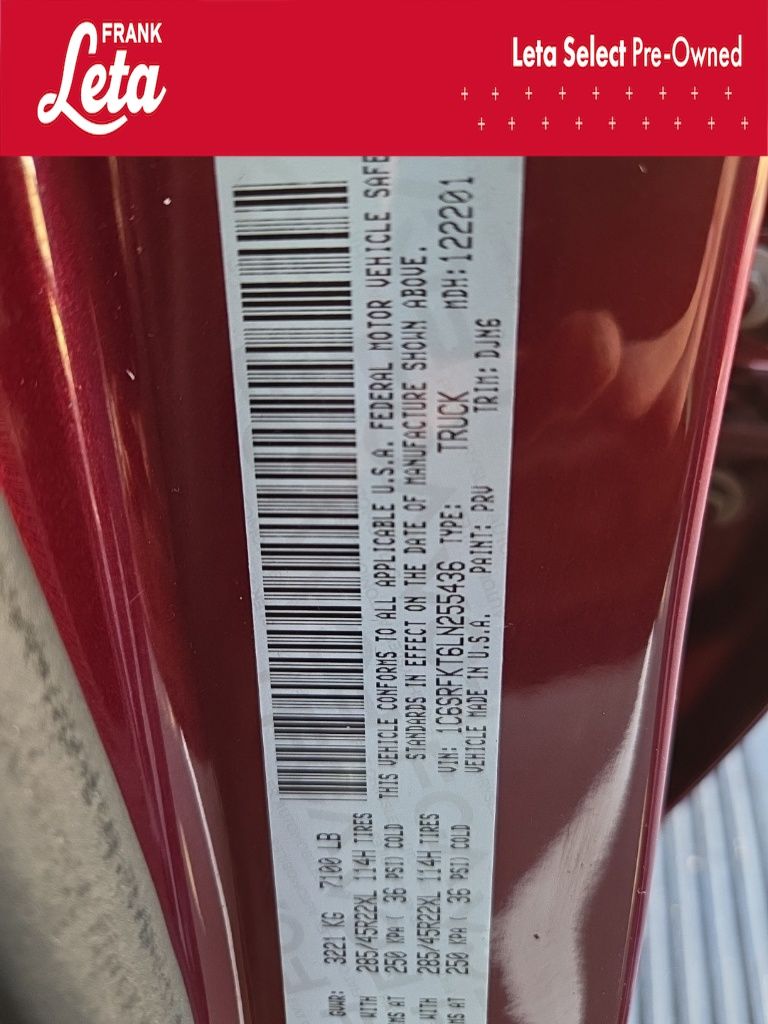 FRANK
Leta
Leta Select Pre-Owned
THIS VEHICLE CONFORMS TO ALL APPLICABLE U.S.A. FEDERAL MOTOR VEHICLE SAFE
STANDARDS IN EFFECT ON THE DATE OF MANUFACTURE SHOWN ABOVE.
VIN: 1C6SRFKT6LN255436 TYPE: TRUCK MDH: 122201
VEHICLE MADE IN U.S.A. PAINT: PRV TRIM: DJM6
GVWR: 3221 KG 7100 LB
WITH 285/45R22XL 114H TIRES
MS AT 250 KPA ( 36 PSI) COLD
WITH 285/45R22XL 114H TIRES
MS AT 250 KPA ( 36 PSI) COLD